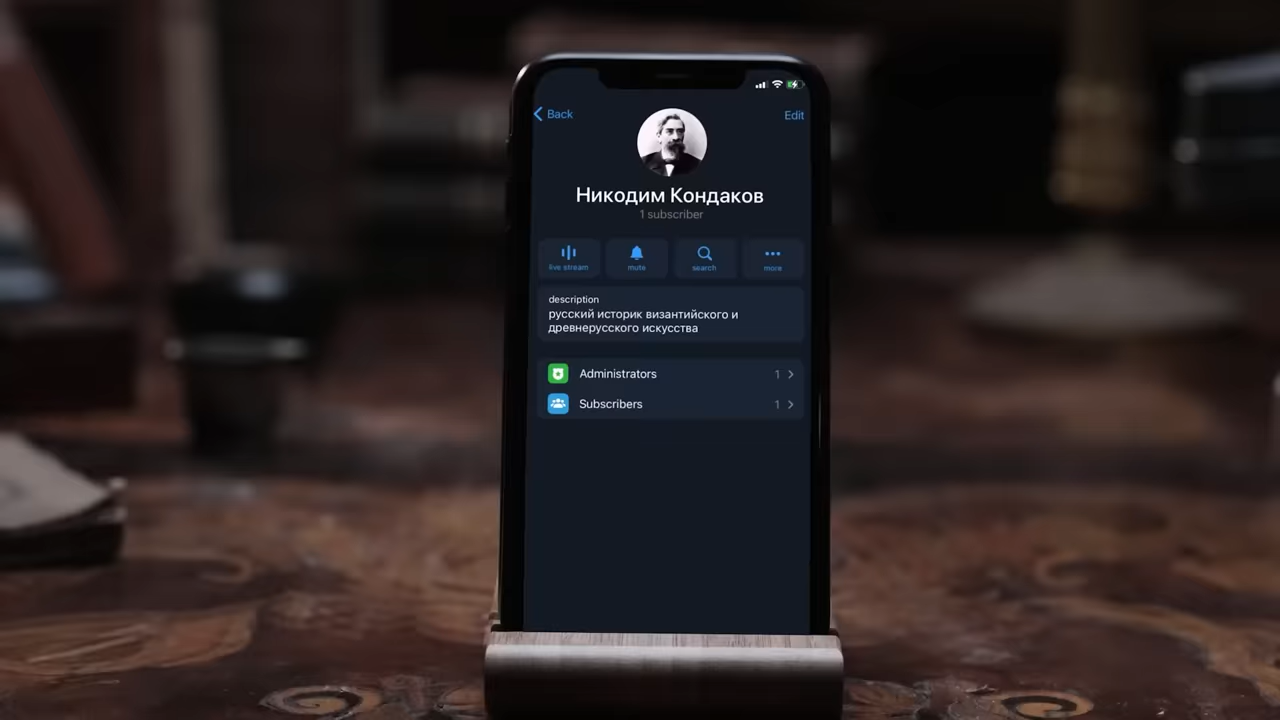 Back
Edit
Никодим Кондаков
1 subscriber
live stream
mute
search
more
description
русский историк византийского и
древнерусского искусства
Administrators 1
Subscribers 1